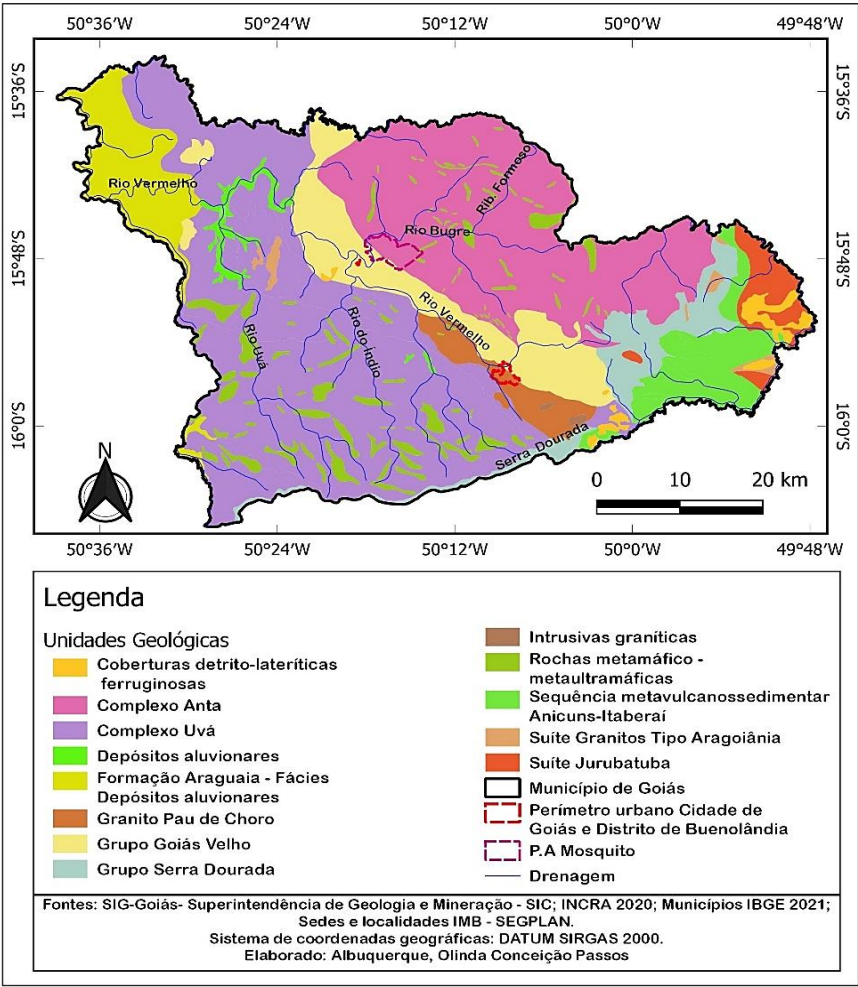 50°36'W 50°24'W 50°12'W 50°0'W 49°48'W
15°36'S 15°36'S
Rio Vermelho
Rib. Formoso
Rio Bugre
15°48'S 15°48'S
Rio Vermelho
Rio Uvá
Rio do Índio
16°0'S 16°0'S
Serra Dourada
N
0 10 20 km
50°36'W 50°24'W 50°12'W 50°0'W 49°48'W
Legenda
Unidades Geológicas
Coberturas detrito-lateríticas
ferruginosas
Complexo Anta
Complexo Uvá
Depósitos aluvionares
Formação Araguaia - Fácies
Depósitos aluvionares
Granito Pau de Choro
Grupo Goiás Velho
Grupo Serra Dourada
Intrusivas graníticas
Rochas metamáfico -
metaultramáficas
Sequência metavulcanossedimentar
Anicuns-Itaberaí
Suíte Granitos Tipo Aragoiânia
Suíte Jurubatuba
Município de Goiás
Perímetro urbano Cidade de
Goiás e Distrito de Buenolândia
P.A Mosquito
Drenagem
Fontes: SIG-Goiás- Superintendência de Geologia e Mineração - SIC; INCRA 2020; Municípios IBGE 2021;
Sedes e localidades IMB - SEGPLAN.
Sistema de coordenadas geográficas: DATUM SIRGAS 2000.
Elaborado: Albuquerque, Olinda Conceição Passos